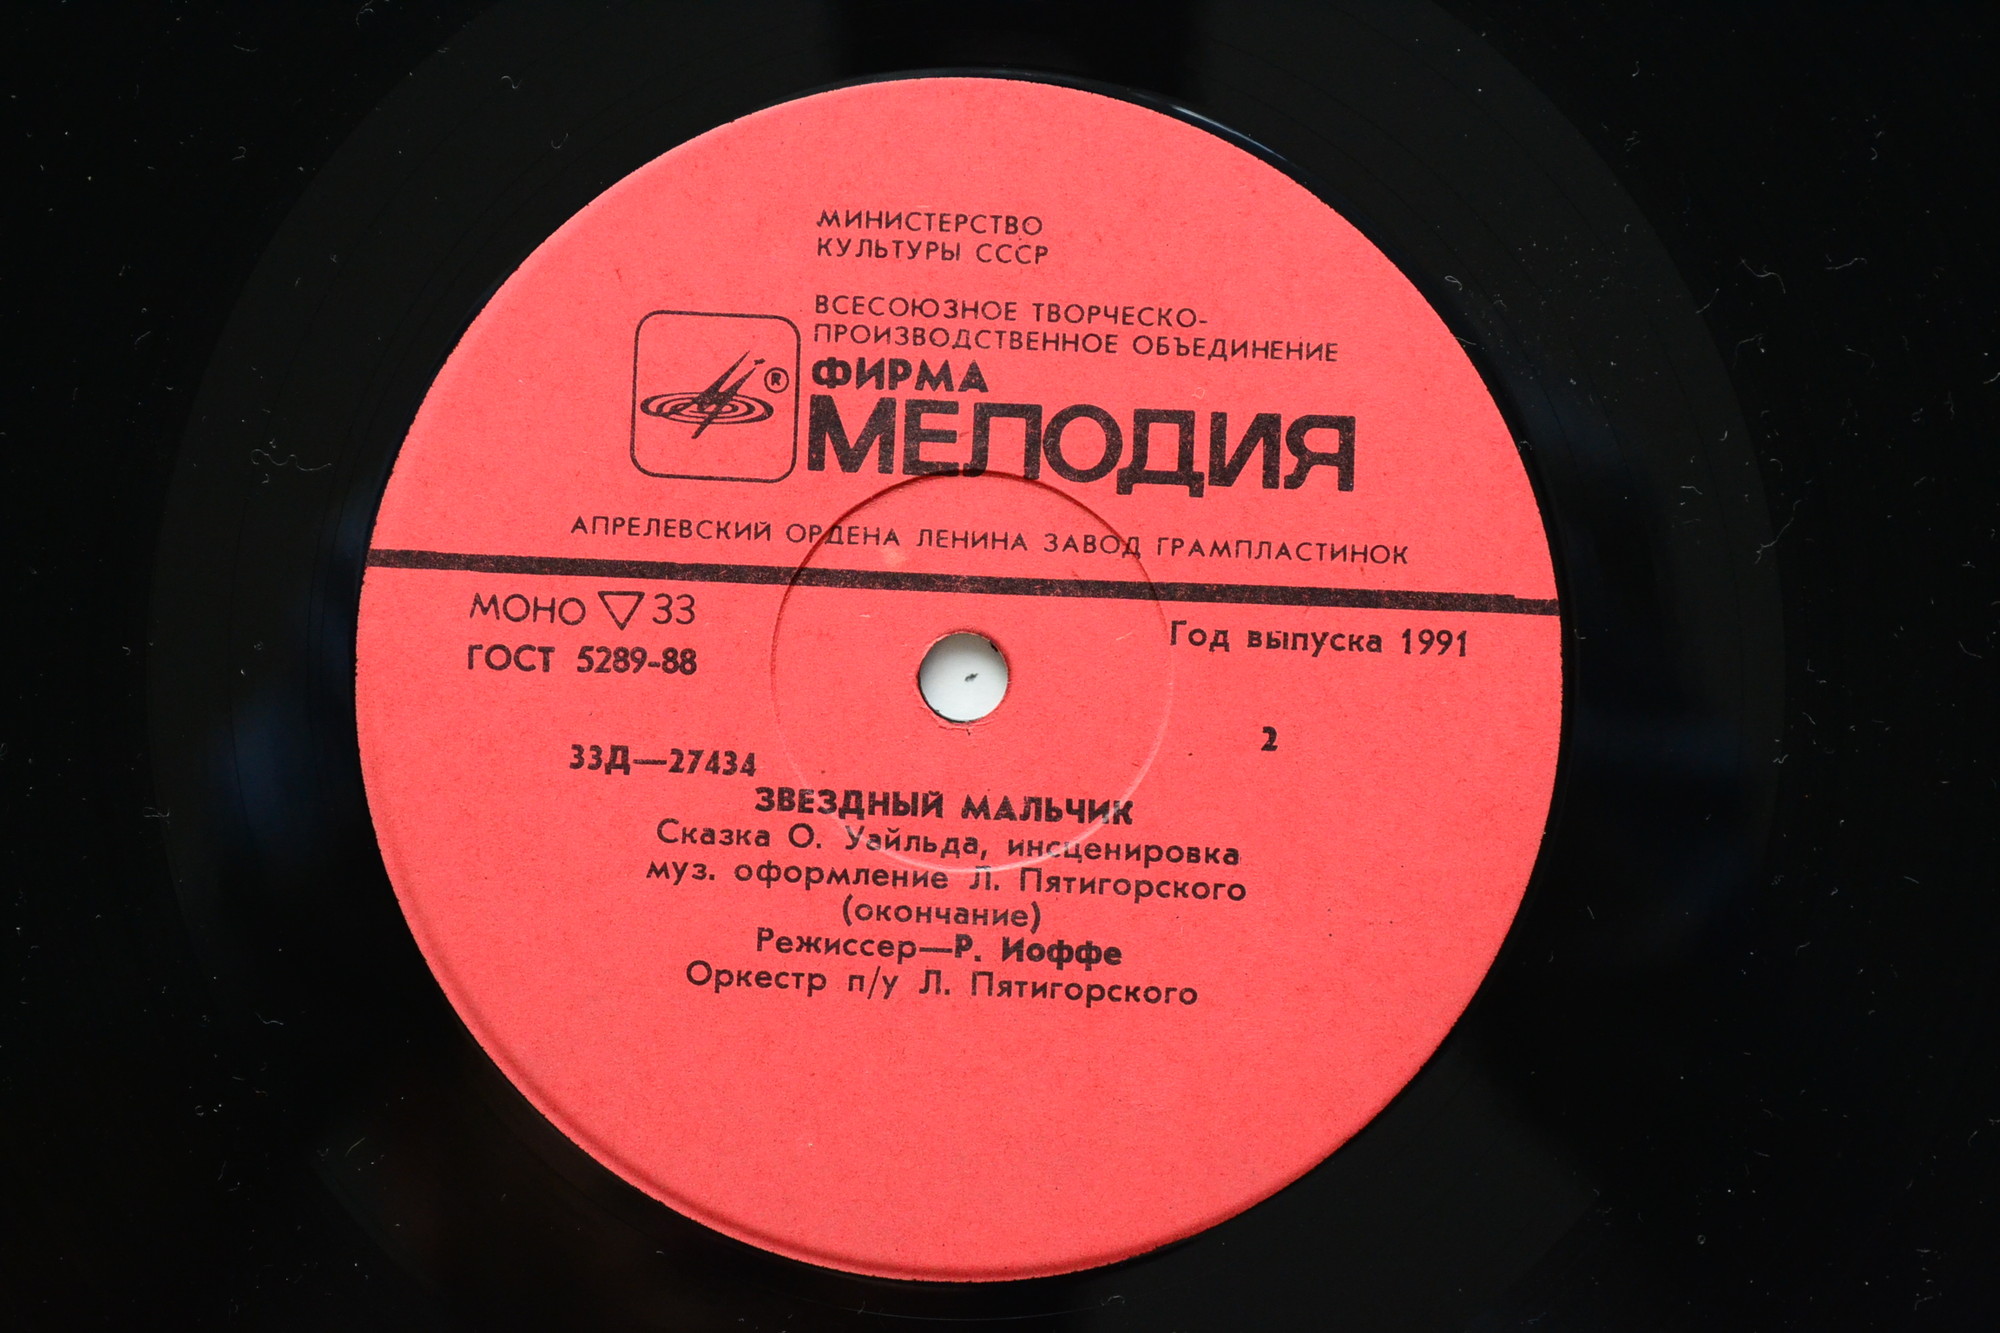 МИНИСТЕРСТВО
КУЛЬТУРЫ СССР
ВСЕСОЮЗНОЕ ТВОРЧЕСКО-
ПРОИЗВОДСТВЕННОЕ ОБЪЕДИНЕНИЕ
ФИРМА
®
МЕЛОДИЯ
АПРЕЛЕВСКИЙ ОРДЕНА ЛЕНИНА ЗАВОД ГРАМПЛАСТИНОК
МОНО ▽ 33
ГОСТ 5289-88
Год выпуска 1991
2
33Д—27434
ЗВЕЗДНЫЙ МАЛЬЧИК
Сказка О. Уайльда, инсценировка
муз. оформление Л. Пятигорского
(окончание)
Режиссер—Р. Иоффе
Оркестр п/у Л. Пятигорского